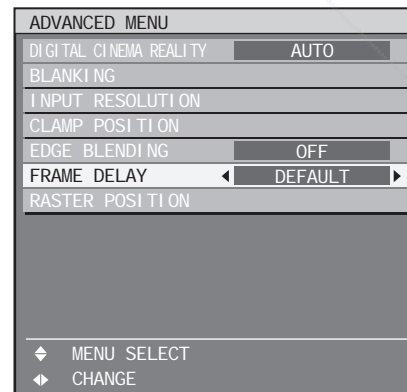 ADVANCED MENU
DIGITAL CINEMA REALITY AUTO
BLANKING
INPUT RESOLUTION
CLAMP POSITION
EDGE BLENDING OFF
FRAME DELAY DEFAULT
RASTER POSITION
MENU SELECT
CHANGE